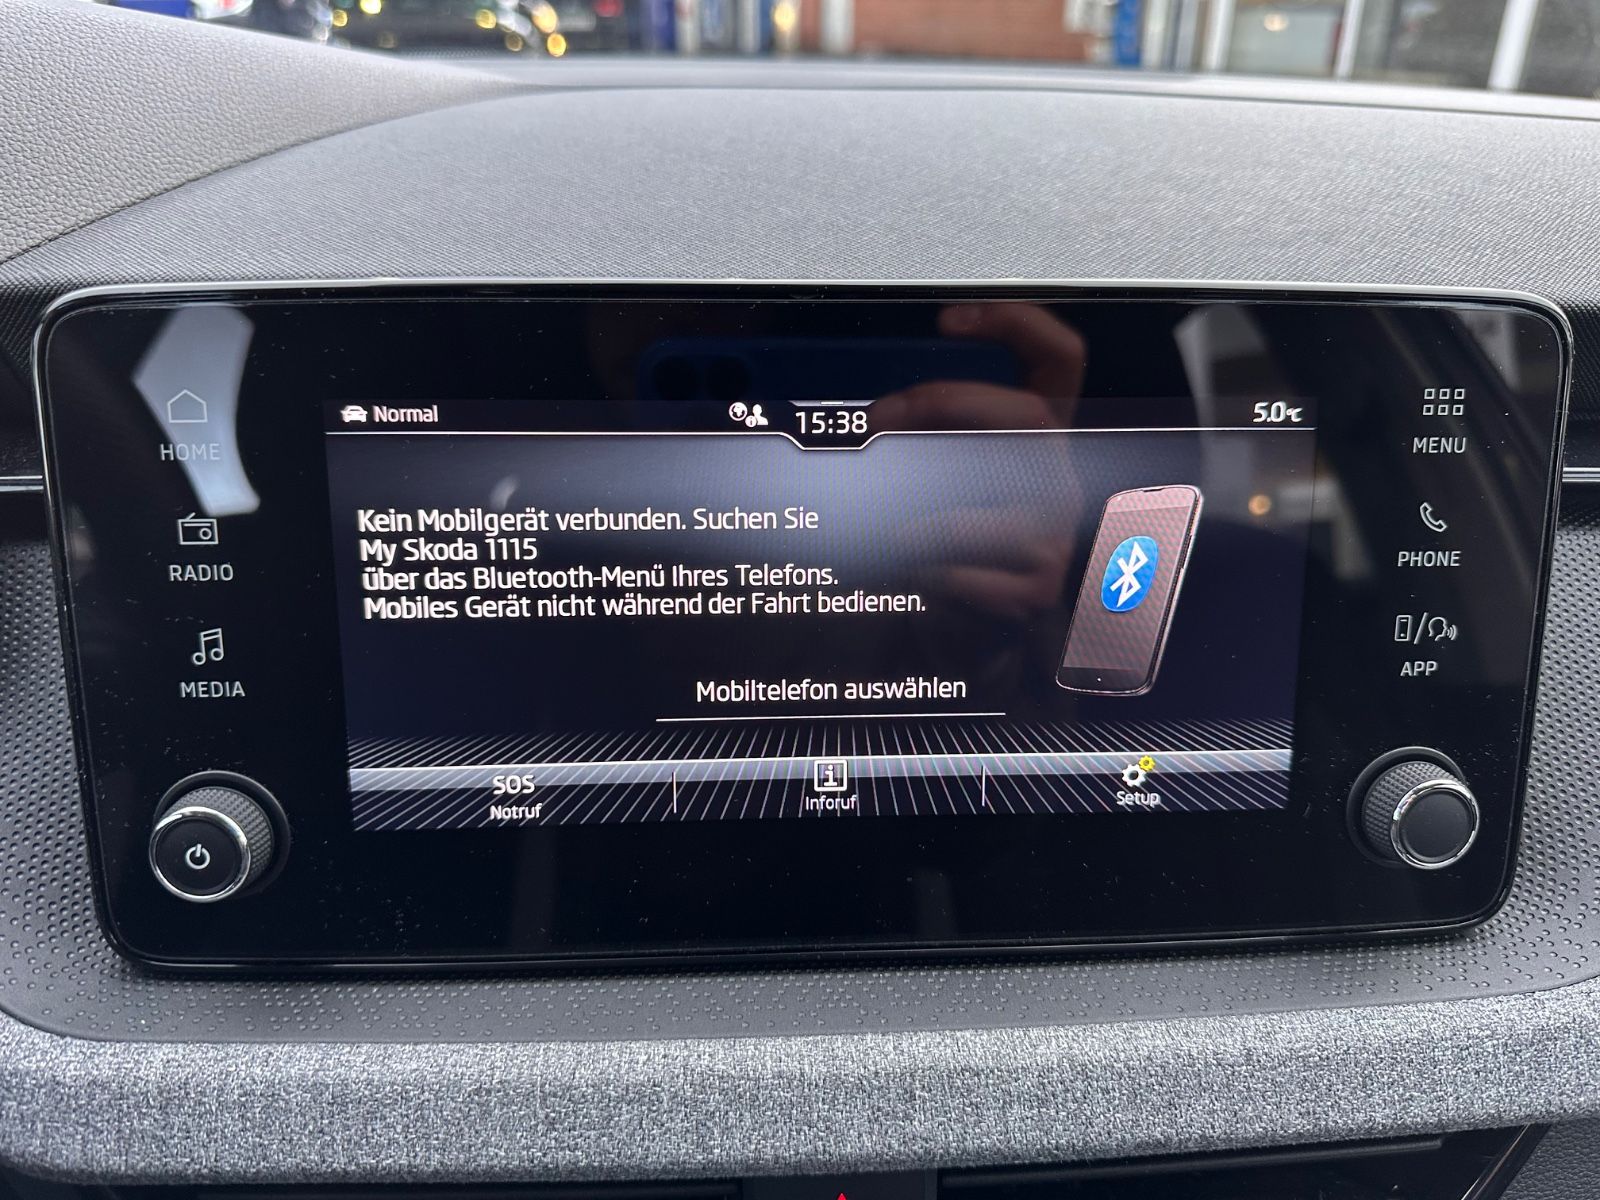 Normal
15:38
5.0°C
HOME
MENU
Kein Mobilgerät verbunden. Suchen Sie
My Skoda 1115
über das Bluetooth-Menü Ihres Telefons.
Mobiles Gerät nicht während der Fahrt bedienen.
RADIO
PHONE
MEDIA
APP
Mobiltelefon auswählen
SOS
Notruf
Inforuf
Setup